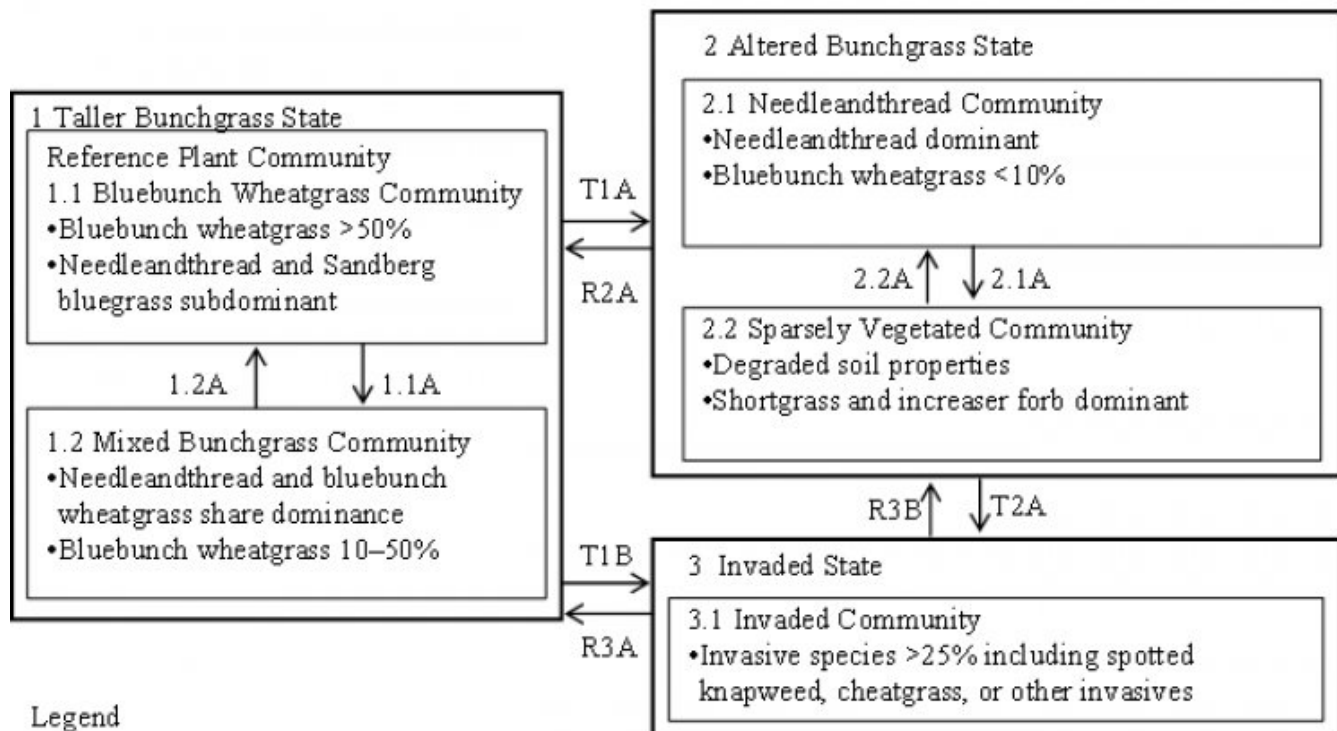 1 Taller Bunchgrass State
Reference Plant Community
1.1 Bluebunch Wheatgrass Community
•Bluebunch wheatgrass >50%
•Needleandthread and Sandberg
bluegrass subdominant
1.2A
1.1A
1.2 Mixed Bunchgrass Community
•Needleandthread and bluebunch
wheatgrass share dominance
•Bluebunch wheatgrass 10–50%
T1A
R2A
T1B
R3A
2 Altered Bunchgrass State
2.1 Needleandthread Community
•Needleandthread dominant
•Bluebunch wheatgrass <10%
2.2A
2.1A
2.2 Sparsely Vegetated Community
•Degraded soil properties
•Shortgrass and increaser forb dominant
R3B
T2A
3 Invaded State
3.1 Invaded Community
•Invasive species >25% including spotted
knapweed, cheatgrass, or other invasives
Legend